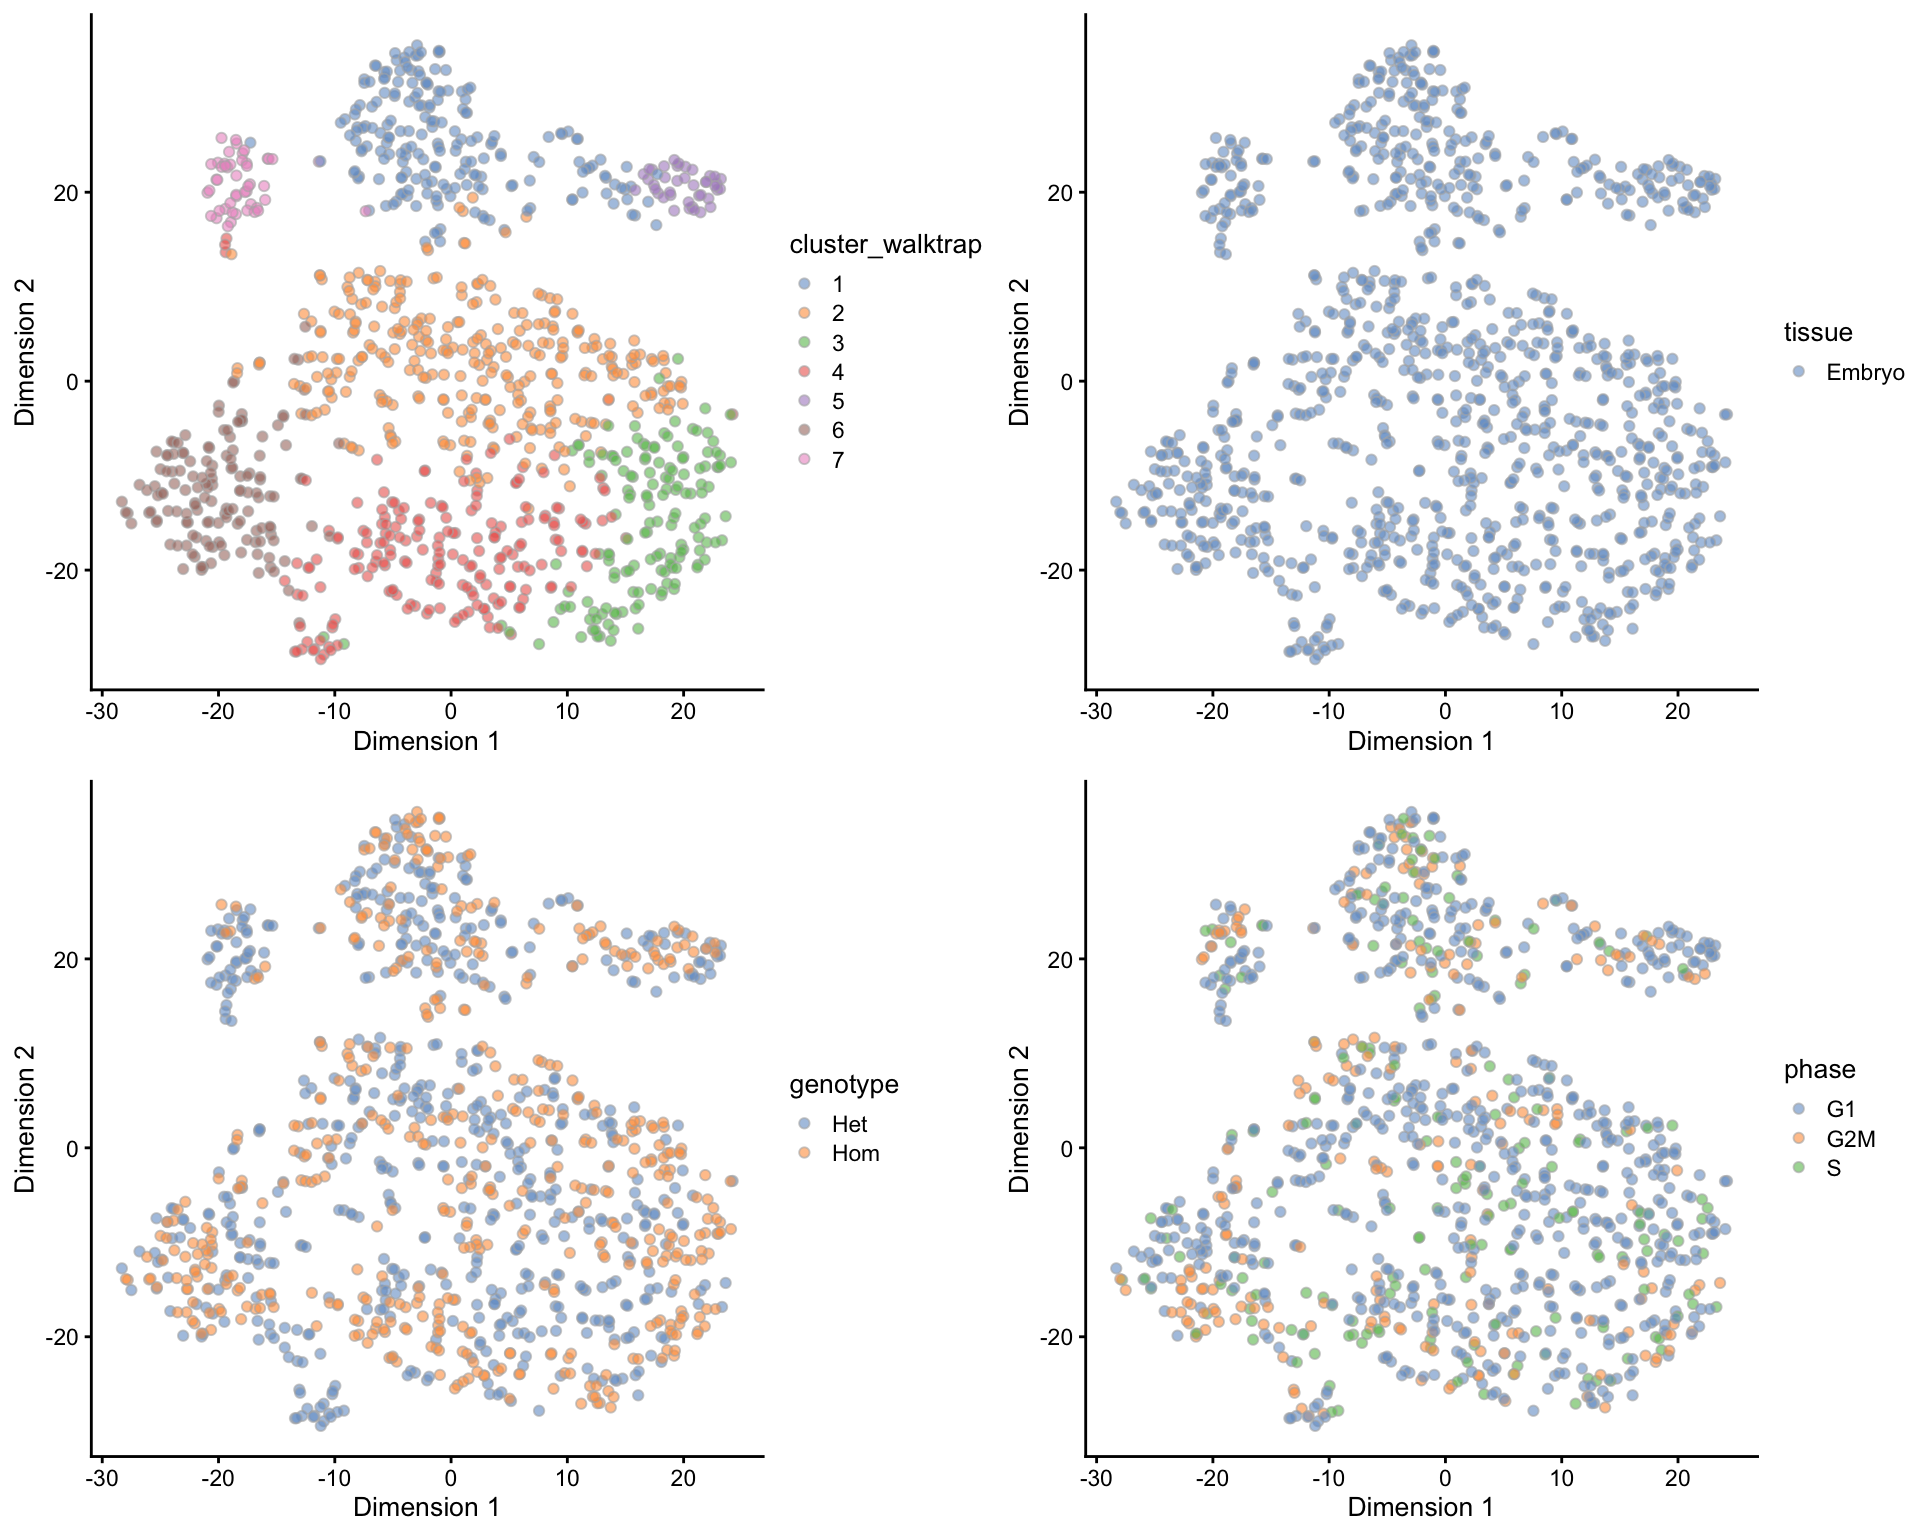 20
0
-20
-30 -20 -10 0 10 20
Dimension 1
Dimension 2
cluster_walktrap
1
2
3
4
5
6
7
20
0
-20
-30 -20 -10 0 10 20
Dimension 1
Dimension 2
tissue
Embryo
20
0
-20
-30 -20 -10 0 10 20
Dimension 1
Dimension 2
genotype
Het
Hom
20
0
-20
-30 -20 -10 0 10 20
Dimension 1
Dimension 2
phase
G1
G2M
S